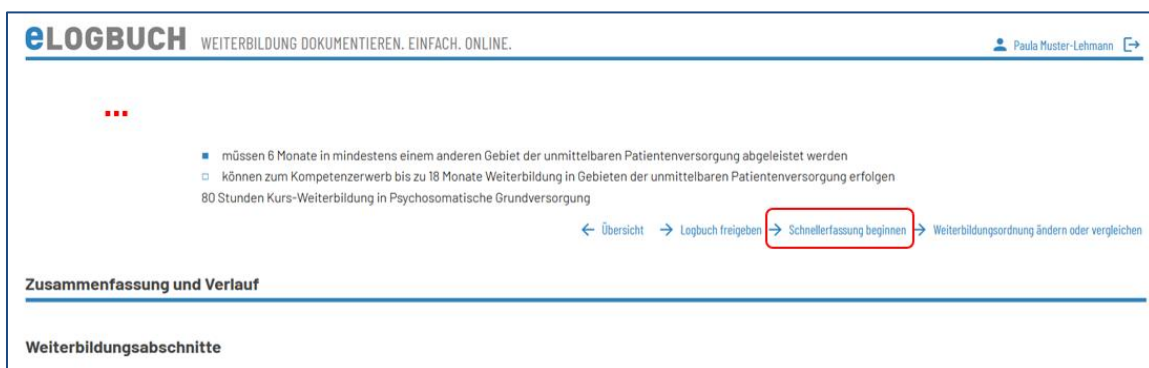 eLOGBUCH WEITERBILDUNG DOKUMENTIEREN. EINFACH. ONLINE.
Paula Muster-Lehmann
...
müssen 6 Monate in mindestens einem anderen Gebiet der unmittelbaren Patientenversorgung abgeleistet werden
können zum Kompetenzerwerb bis zu 18 Monate Weiterbildung in Gebieten der unmittelbaren Patientenversorgung erfolgen
80 Stunden Kurs-Weiterbildung in Psychosomatische Grundversorgung
← Übersicht → Logbuch freigeben → Schnellerfassung beginnen → Weiterbildungsordnung ändern oder vergleichen
Zusammenfassung und Verlauf
Weiterbildungsabschnitte